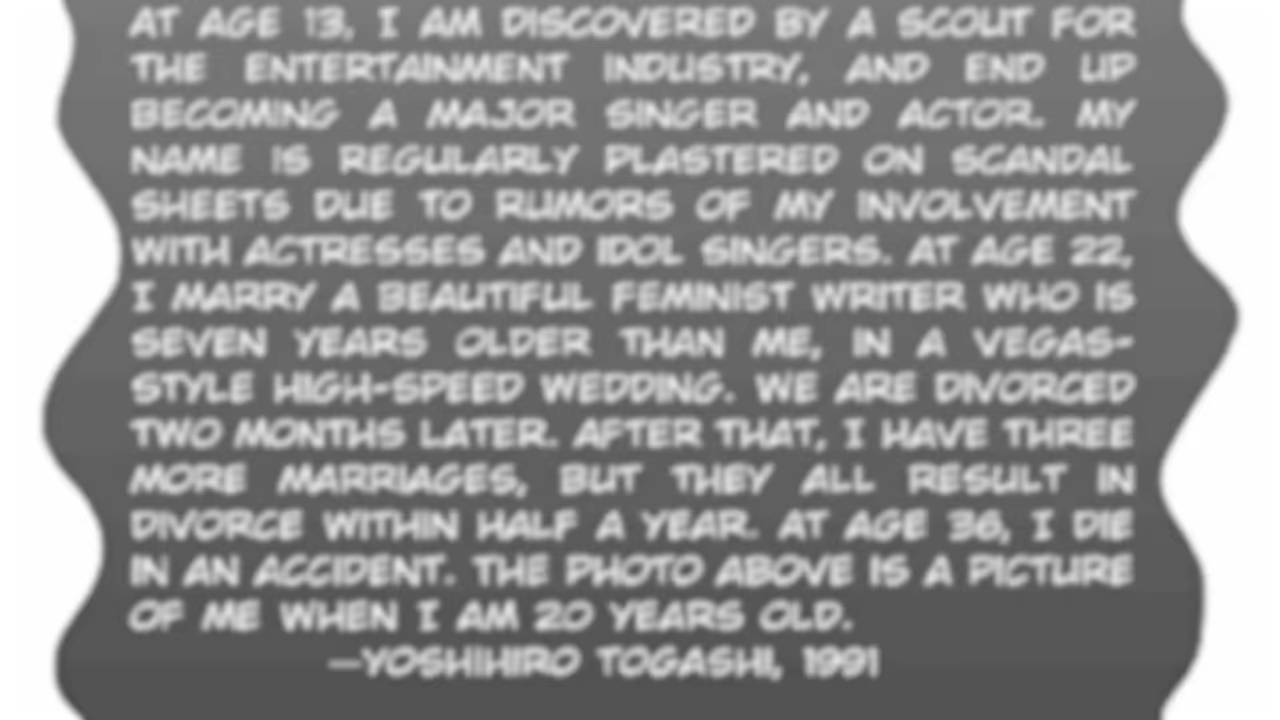 AT AGE 13, I AM DISCOVERED BY A SCOUT FOR
THE ENTERTAINMENT INDUSTRY, AND END UP
BECOMING A MAJOR SINGER AND ACTOR. MY
NAME IS REGULARLY PLASTERED ON SCANDAL
SHEETS DUE TO RUMORS OF MY INVOLVEMENT
WITH ACTRESSES AND IDOL SINGERS. AT AGE 22,
I MARRY A BEAUTIFUL FEMINIST WRITER WHO IS
SEVEN YEARS OLDER THAN ME, IN A VEGAS-
STYLE HIGH-SPEED WEDDING. WE ARE DIVORCED
TWO MONTHS LATER. AFTER THAT, I HAVE THREE
MORE MARRIAGES, BUT THEY ALL RESULT IN
DIVORCE WITHIN HALF A YEAR. AT AGE 36, I DIE
IN AN ACCIDENT. THE PHOTO ABOVE IS A PICTURE
OF ME WHEN I AM 20 YEARS OLD.
—YOSHIHIRO TOGASHI, 1991